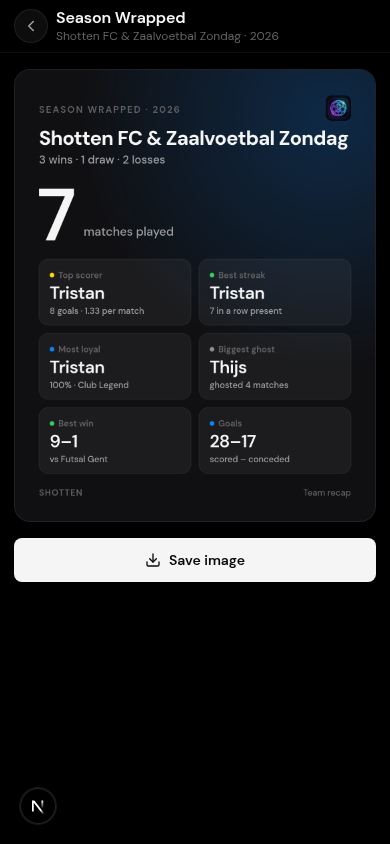 Season Wrapped
Shotten FC & Zaalvoetbal Zondag · 2026
SEASON WRAPPED · 2026
Shotten FC & Zaalvoetbal Zondag
3 wins · 1 draw · 2 losses
7 matches played
Top scorer
Tristan
8 goals · 1.33 per match
Best streak
Tristan
7 in a row present
Most loyal
Tristan
100% · Club Legend
Biggest ghost
Thijs
ghosted 4 matches
Best win
9–1
vs Futsal Gent
Goals
28–17
scored – conceded
SHOTTEN
Team recap
Save image
N